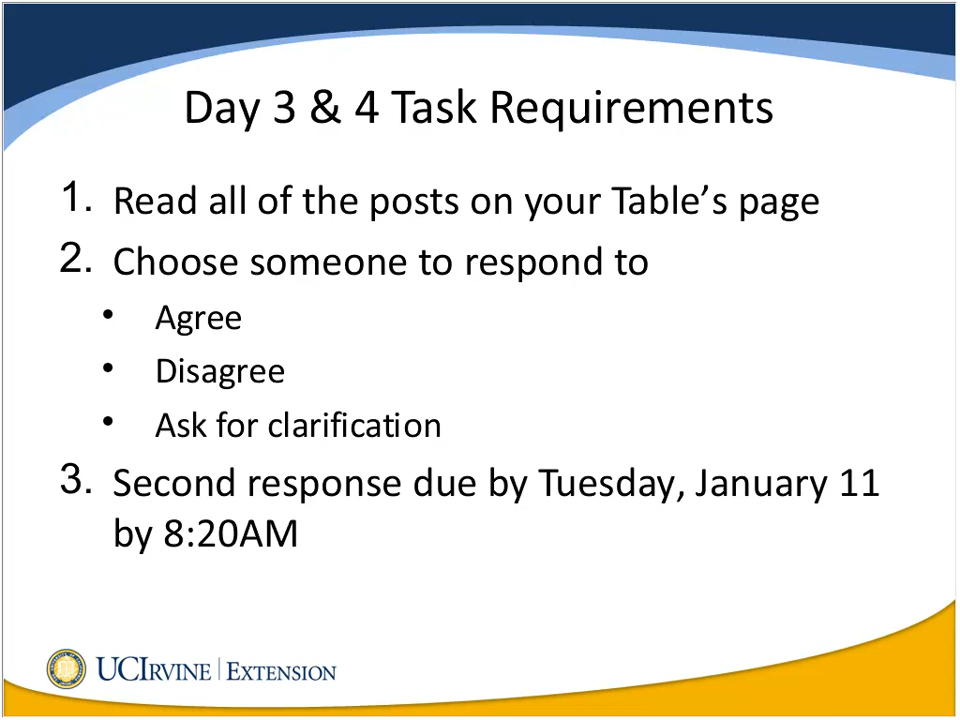 Day 3 & 4 Task Requirements
1. Read all of the posts on your Table’s page
2. Choose someone to respond to
• Agree
• Disagree
• Ask for clarification
3. Second response due by Tuesday, January 11
by 8:20AM
UCIRVINE | EXTENSION